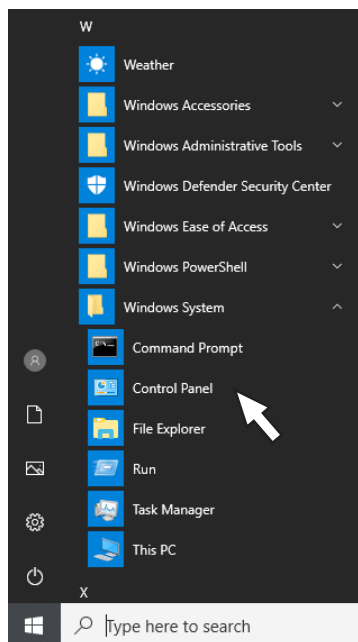 W
Weather
Windows Accessories
Windows Administrative Tools
Windows Defender Security Center
Windows Ease of Access
Windows PowerShell
Windows System
Command Prompt
Control Panel
File Explorer
Run
Task Manager
This PC
X
Type here to search